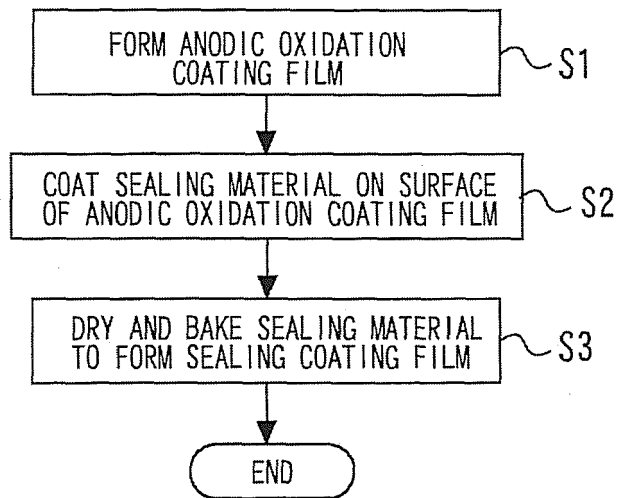 FORM ANODIC OXIDATION
COATING FILM
S1
COAT SEALING MATERIAL ON SURFACE
OF ANODIC OXIDATION COATING FILM
S2
DRY AND BAKE SEALING MATERIAL
TO FORM SEALING COATING FILM
S3
END